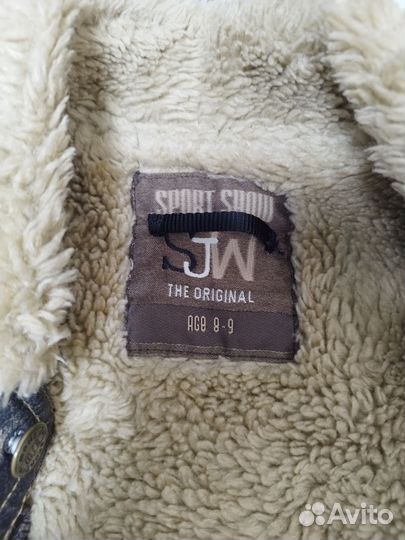 SPORT SHOW
SJW
THE ORIGINAL
AGE 8-9
Avito